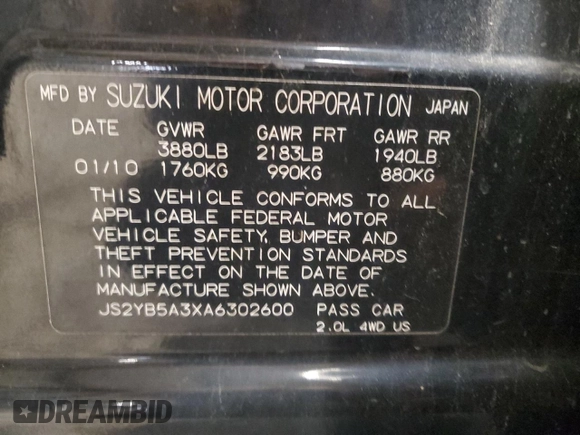 MFD BY SUZUKI MOTOR CORPORATION JAPAN
DATE GVWR GAWR FRT GAWR RR
3880LB 2183LB 1940LB
01/10 1760KG 990KG 880KG
THIS VEHICLE CONFORMS TO ALL
APPLICABLE FEDERAL MOTOR
VEHICLE SAFETY, BUMPER AND
THEFT PREVENTION STANDARDS
IN EFFECT ON THE DATE OF
MANUFACTURE SHOWN ABOVE.
JS2YB5A3XA6302600 PASS CAR
2.0L 4WD US
DREAMBID